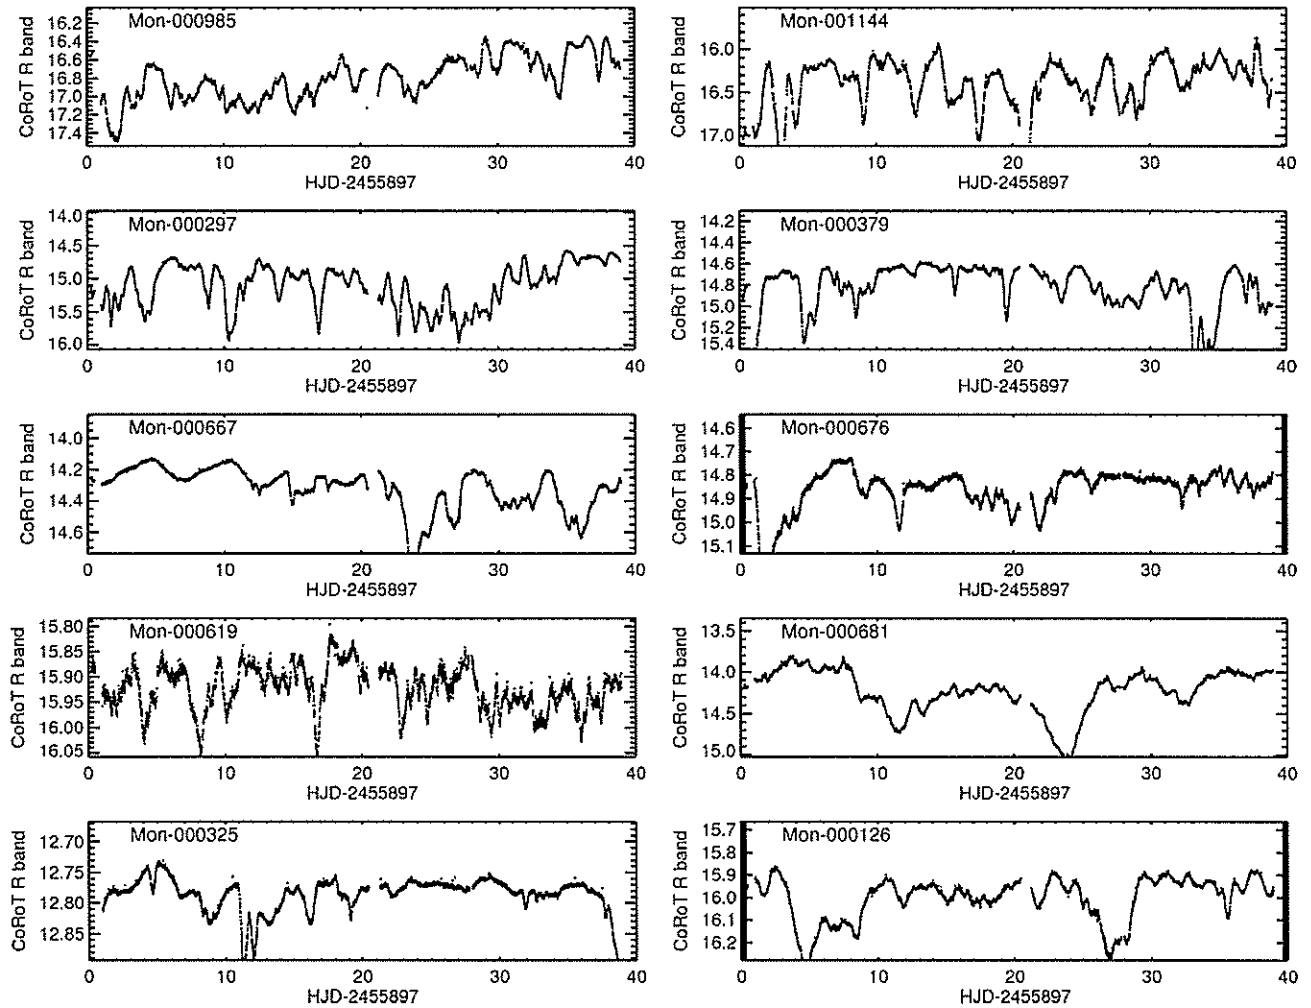 Mon-000985
CoRoT R band
16.2
16.4
16.6
16.8
17.0
17.2
17.4
0 10 20 30 40
HJD-2455897
Mon-001144
CoRoT R band
16.0
16.5
17.0
0 10 20 30 40
HJD-2455897
Mon-000297
CoRoT R band
14.0
14.5
15.0
15.5
16.0
0 10 20 30 40
HJD-2455897
Mon-000379
CoRoT R band
14.2
14.4
14.6
14.8
15.0
15.2
15.4
0 10 20 30 40
HJD-2455897
Mon-000667
CoRoT R band
14.0
14.2
14.4
14.6
0 10 20 30 40
HJD-2455897
Mon-000676
CoRoT R band
14.6
14.7
14.8
14.9
15.0
15.1
0 10 20 30 40
HJD-2455897
Mon-000619
CoRoT R band
15.80
15.85
15.90
15.95
16.00
16.05
0 10 20 30 40
HJD-2455897
Mon-000681
CoRoT R band
13.5
14.0
14.5
15.0
0 10 20 30 40
HJD-2455897
Mon-000325
CoRoT R band
12.70
12.75
12.80
12.85
0 10 20 30 40
HJD-2455897
Mon-000126
CoRoT R band
15.7
15.8
15.9
16.0
16.1
16.2
0 10 20 30 40
HJD-2455897